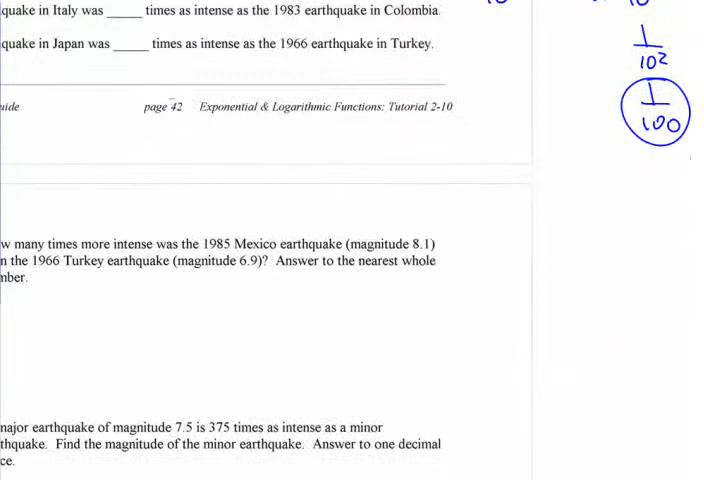 quake in Italy was _____ times as intense as the 1983 earthquake in Colombia.
quake in Japan was _____ times as intense as the 1966 earthquake in Turkey.
1
10²
1
100
page 42 Exponential & Logarithmic Functions: Tutorial 2-10
w many times more intense was the 1985 Mexico earthquake (magnitude 8.1)
n the 1966 Turkey earthquake (magnitude 6.9)? Answer to the nearest whole
mber.
major earthquake of magnitude 7.5 is 375 times as intense as a minor
thquake. Find the magnitude of the minor earthquake. Answer to one decimal
ce.